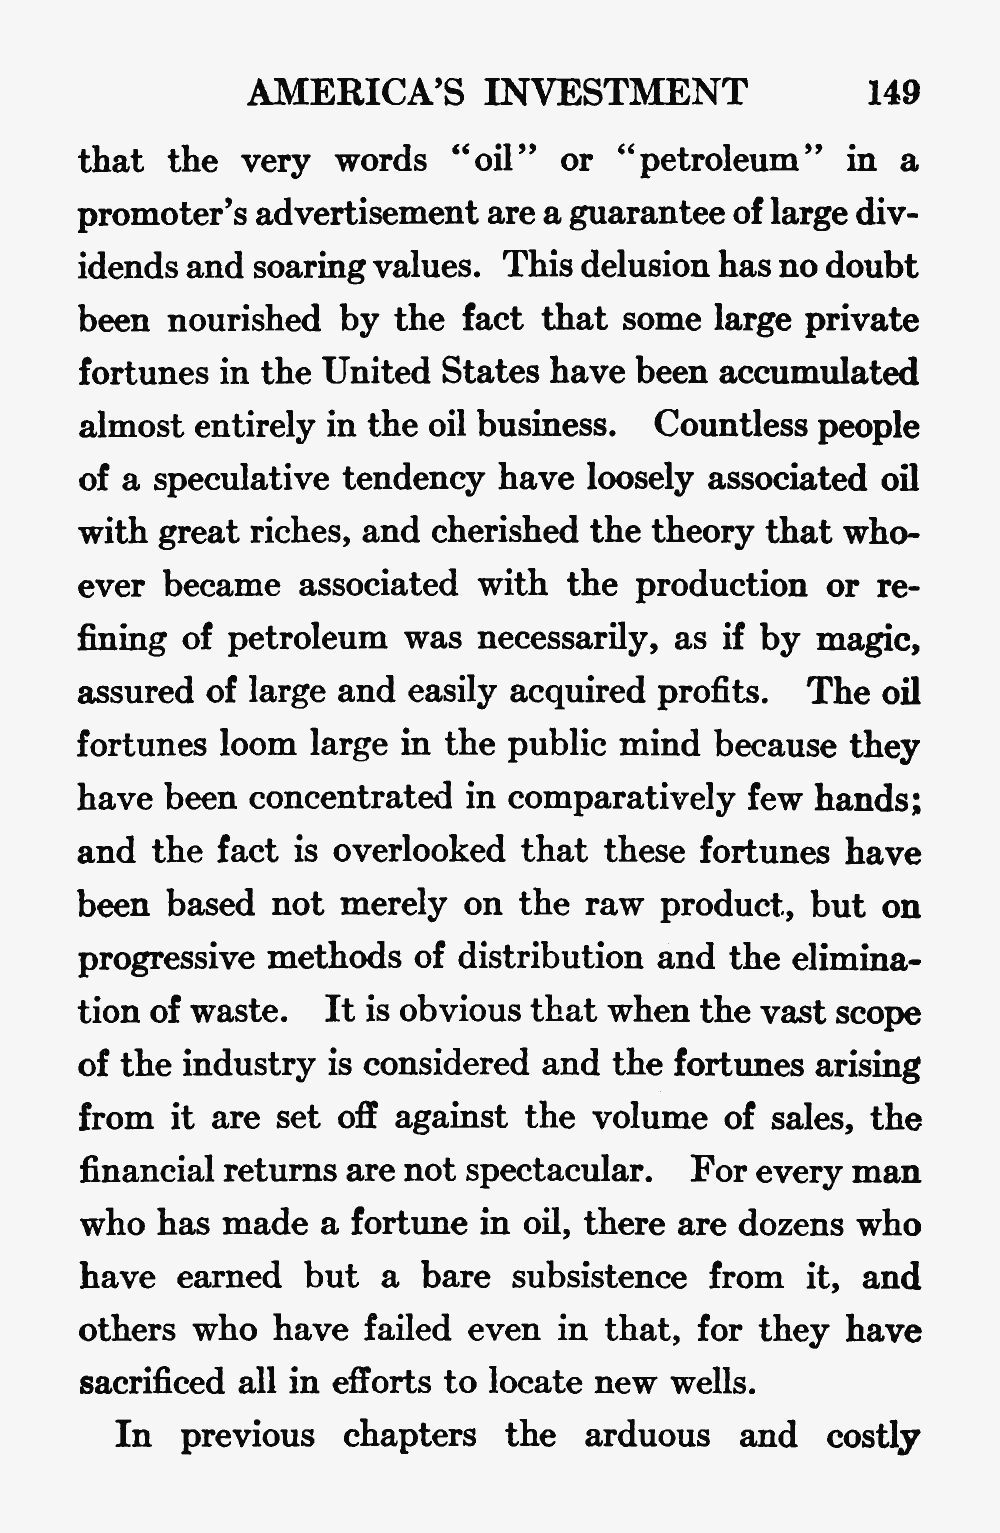 AMERICA'S INVESTMENT 149
that the very words “oil” or “petroleum” in a
promoter's advertisement are a guarantee of large div-
idends and soaring values. This delusion has no doubt
been nourished by the fact that some large private
fortunes in the United States have been accumulated
almost entirely in the oil business. Countless people
of a speculative tendency have loosely associated oil
with great riches, and cherished the theory that who-
ever became associated with the production or re-
fining of petroleum was necessarily, as if by magic,
assured of large and easily acquired profits. The oil
fortunes loom large in the public mind because they
have been concentrated in comparatively few hands;
and the fact is overlooked that these fortunes have
been based not merely on the raw product, but on
progressive methods of distribution and the elimina-
tion of waste. It is obvious that when the vast scope
of the industry is considered and the fortunes arising
from it are set off against the volume of sales, the
financial returns are not spectacular. For every man
who has made a fortune in oil, there are dozens who
have earned but a bare subsistence from it, and
others who have failed even in that, for they have
sacrificed all in efforts to locate new wells.
In previous chapters the arduous and costly